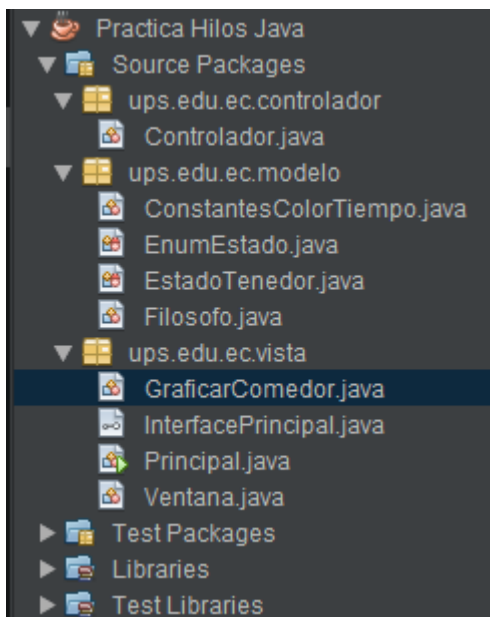 Practica Hilos Java
Source Packages
ups.edu.ec.controlador
Controlador.java
ups.edu.ec.modelo
ConstantesColorTiempo.java
EnumEstado.java
EstadoTenedor.java
Filosofo.java
ups.edu.ec.vista
GraficarComedor.java
InterfacePrincipal.java
Principal.java
Ventana.java
Test Packages
Libraries
Test Libraries